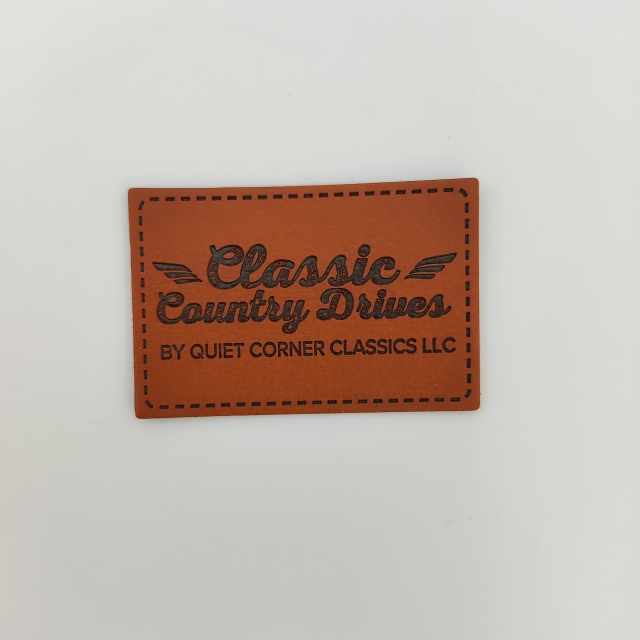 Classic
Country Drives
BY QUIET CORNER CLASSICS LLC